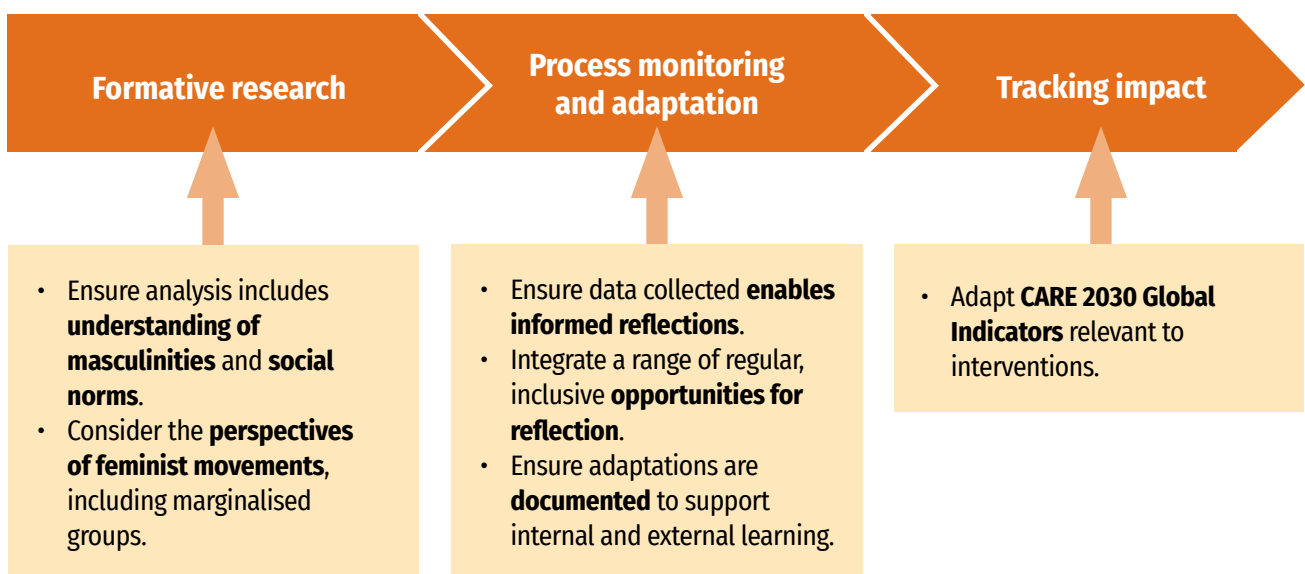 Formative research
Process monitoring
and adaptation
Tracking impact
• Ensure analysis includes
understanding of
masculinities and social
norms.
• Consider the perspectives
of feminist movements,
including marginalised
groups.
• Ensure data collected enables
informed reflections.
• Integrate a range of regular,
inclusive opportunities for
reflection.
• Ensure adaptations are
documented to support
internal and external learning.
• Adapt CARE 2030 Global
Indicators relevant to
interventions.